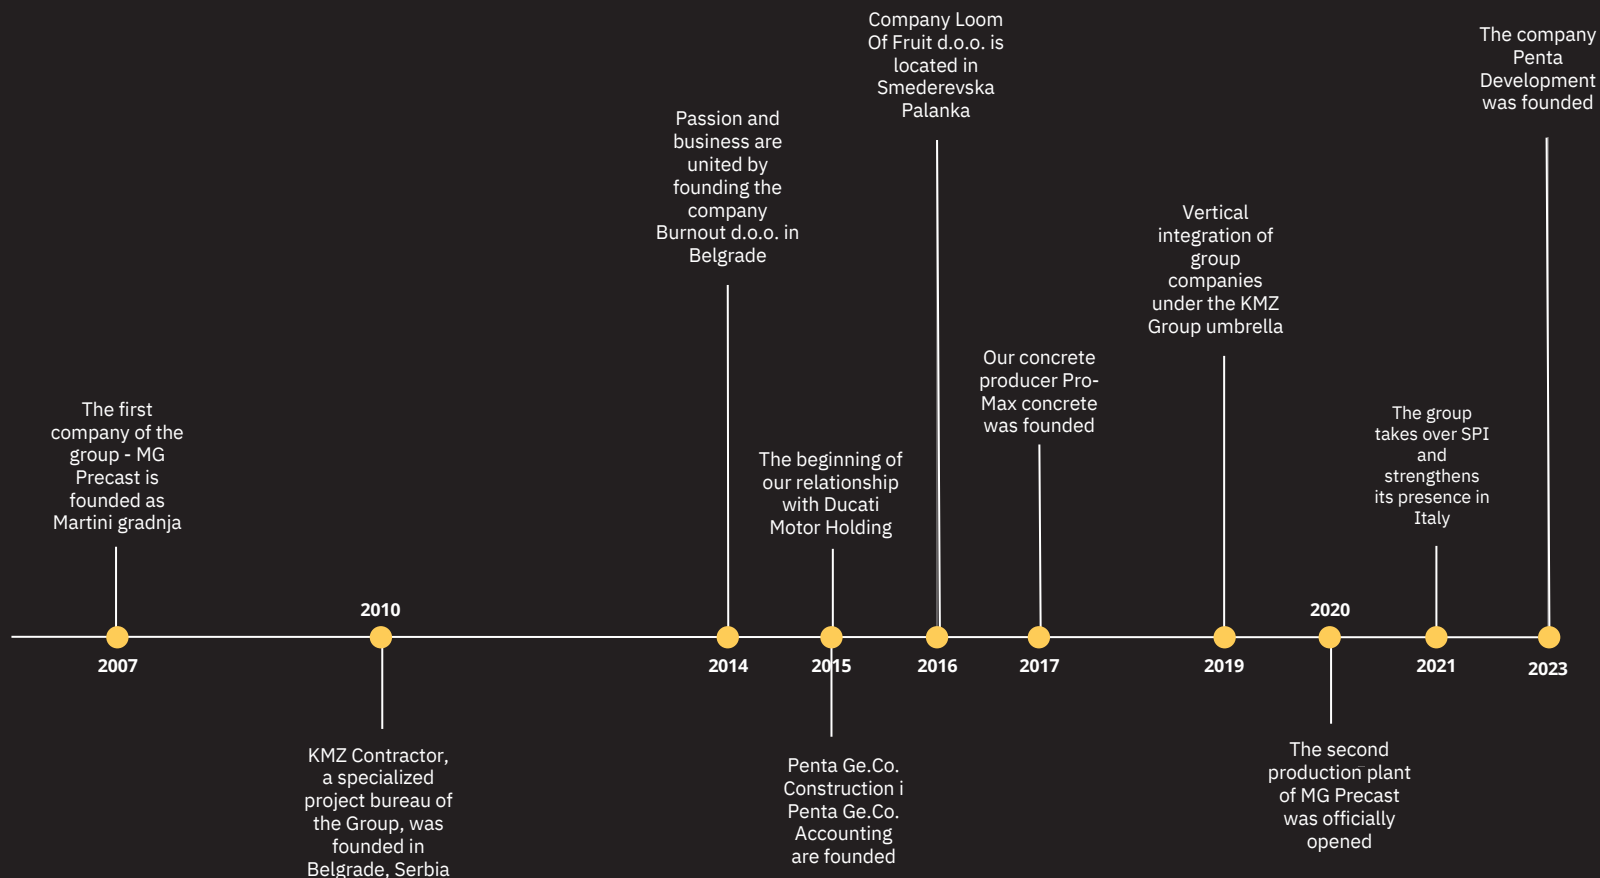 Company Loom
Of Fruit d.o.o. is
located in
Smederevska
Palanka
The company
Penta
Development
was founded
Passion and
business are
united by
founding the
company
Burnout d.o.o. in
Belgrade
Vertical
integration of
group
companies
under the KMZ
Group umbrella
Our concrete
producer Pro-
Max concrete
was founded
The first
company of the
group - MG
Precast is
founded as
Martini gradnja
The beginning of
our relationship
with Ducati
Motor Holding
The group
takes over SPI
and
strengthens
its presence in
Italy
2010
2020
2007
2014
2015
2016
2017
2019
2021
2023
KMZ Contractor,
a specialized
project bureau of
the Group, was
founded in
Belgrade, Serbia
Penta Ge.Co.
Construction i
Penta Ge.Co.
Accounting
are founded
The second
production plant
of MG Precast
was officially
opened